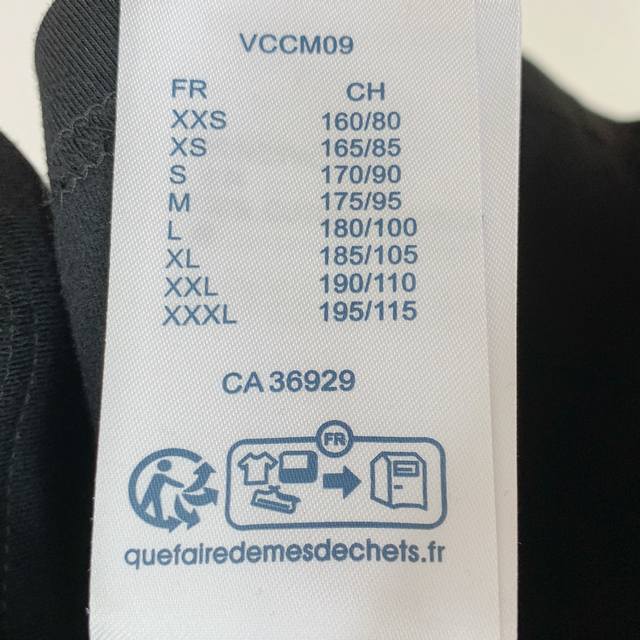 VCCM09
FR CH
XXS 160/80
XS 165/85
S 170/90
M 175/95
L 180/100
XL 185/105
XXL 190/110
XXXL 195/115
CA 36929
FR
quefairedemesdechets.fr